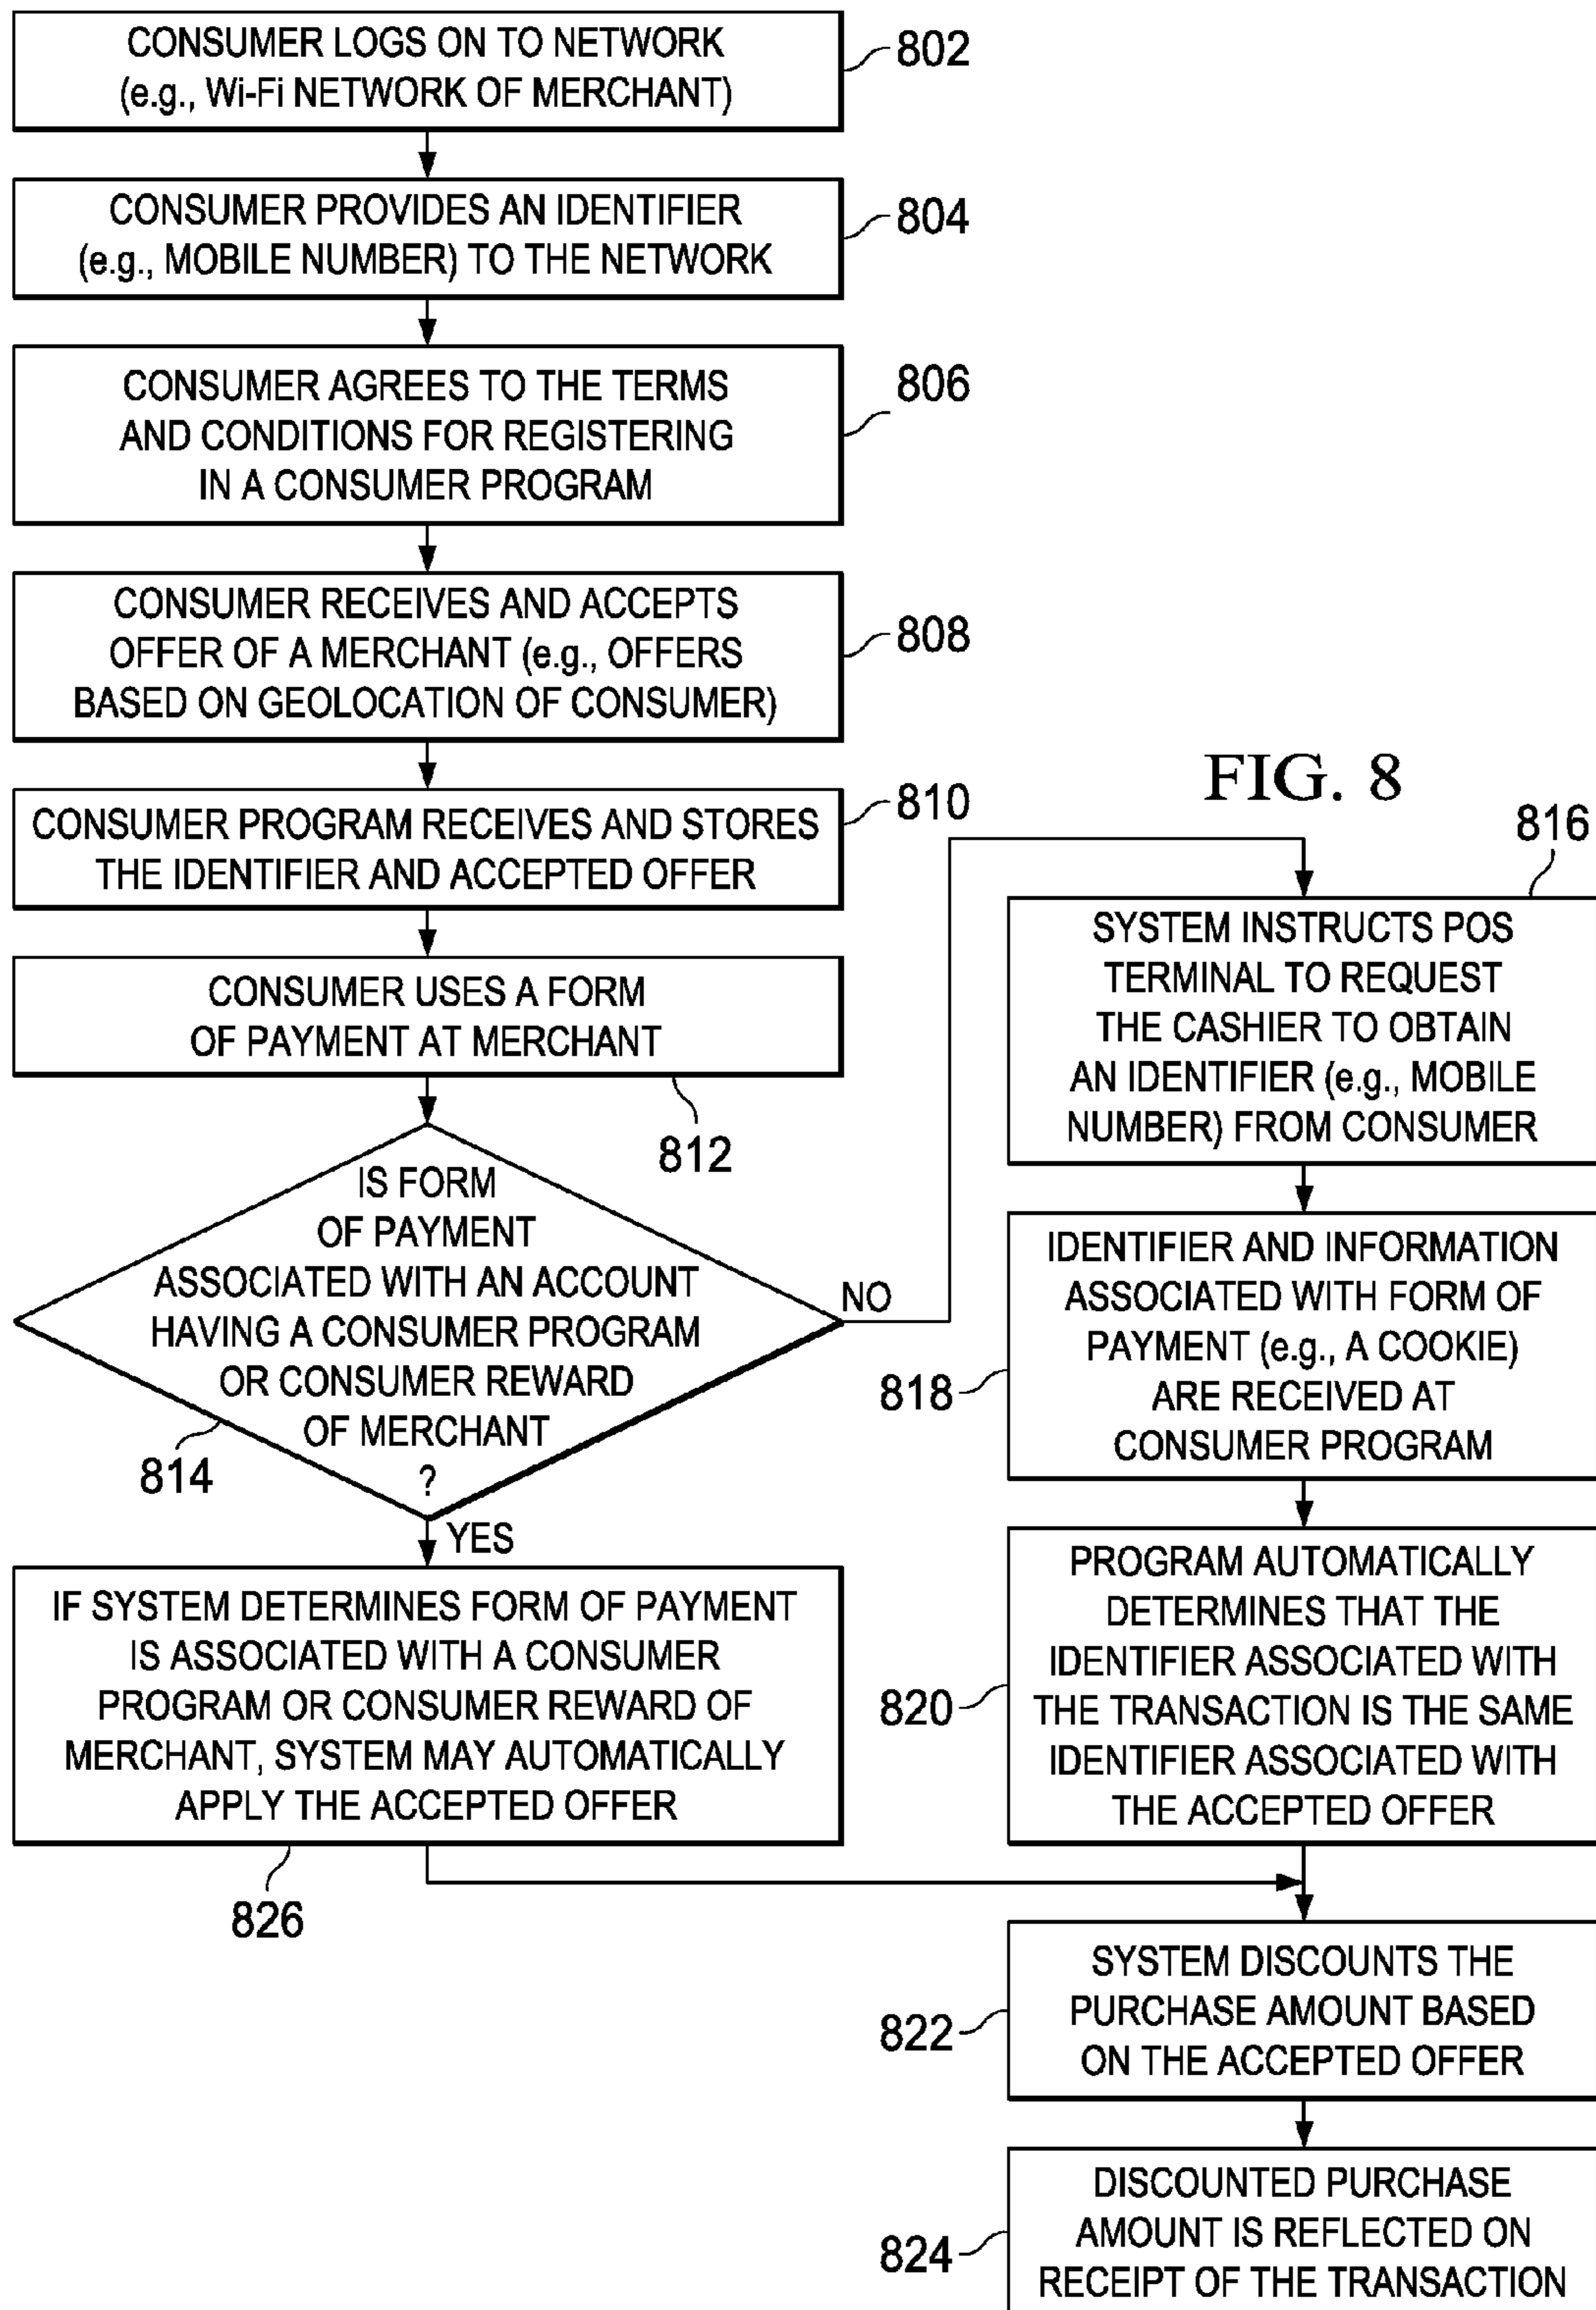 CONSUMER LOGS ON TO NETWORK
(e.g., Wi-Fi NETWORK OF MERCHANT)
802
CONSUMER PROVIDES AN IDENTIFIER
(e.g., MOBILE NUMBER) TO THE NETWORK
804
CONSUMER AGREES TO THE TERMS
AND CONDITIONS FOR REGISTERING
IN A CONSUMER PROGRAM
806
CONSUMER RECEIVES AND ACCEPTS
OFFER OF A MERCHANT (e.g., OFFERS
BASED ON GEOLOCATION OF CONSUMER)
808
CONSUMER PROGRAM RECEIVES AND STORES
THE IDENTIFIER AND ACCEPTED OFFER
810
CONSUMER USES A FORM
OF PAYMENT AT MERCHANT
812
IS FORM
OF PAYMENT
ASSOCIATED WITH AN ACCOUNT
HAVING A CONSUMER PROGRAM
OR CONSUMER REWARD
OF MERCHANT
?
814
NO
YES
IF SYSTEM DETERMINES FORM OF PAYMENT
IS ASSOCIATED WITH A CONSUMER
PROGRAM OR CONSUMER REWARD OF
MERCHANT, SYSTEM MAY AUTOMATICALLY
APPLY THE ACCEPTED OFFER
826
FIG. 8
816
SYSTEM INSTRUCTS POS
TERMINAL TO REQUEST
THE CASHIER TO OBTAIN
AN IDENTIFIER (e.g., MOBILE
NUMBER) FROM CONSUMER
IDENTIFIER AND INFORMATION
ASSOCIATED WITH FORM OF
PAYMENT (e.g., A COOKIE)
ARE RECEIVED AT
CONSUMER PROGRAM
818
PROGRAM AUTOMATICALLY
DETERMINES THAT THE
IDENTIFIER ASSOCIATED WITH
THE TRANSACTION IS THE SAME
IDENTIFIER ASSOCIATED WITH
THE ACCEPTED OFFER
820
SYSTEM DISCOUNTS THE
PURCHASE AMOUNT BASED
ON THE ACCEPTED OFFER
822
DISCOUNTED PURCHASE
AMOUNT IS REFLECTED ON
RECEIPT OF THE TRANSACTION
824